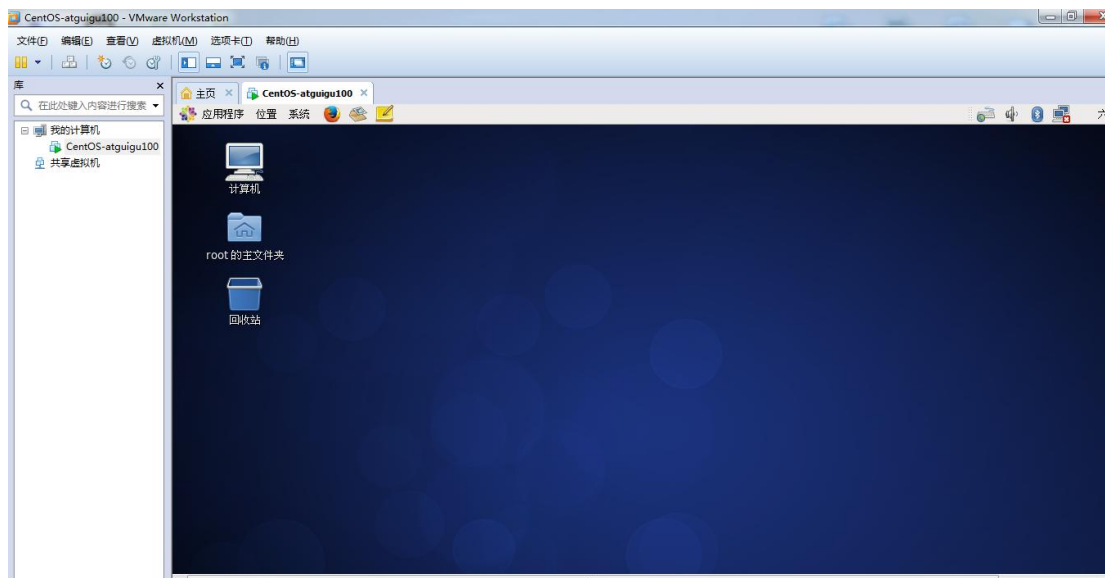 CentOS-atguigu100 - VMware Workstation
文件(F) 编辑(E) 查看(V) 虚拟机(M) 选项卡(T) 帮助(H)
库
在此处键入内容进行搜索
我的计算机
CentOS-atguigu100
共享虚拟机
主页 CentOS-atguigu100
应用程序 位置 系统 六
计算机
root 的主文件夹
回收站